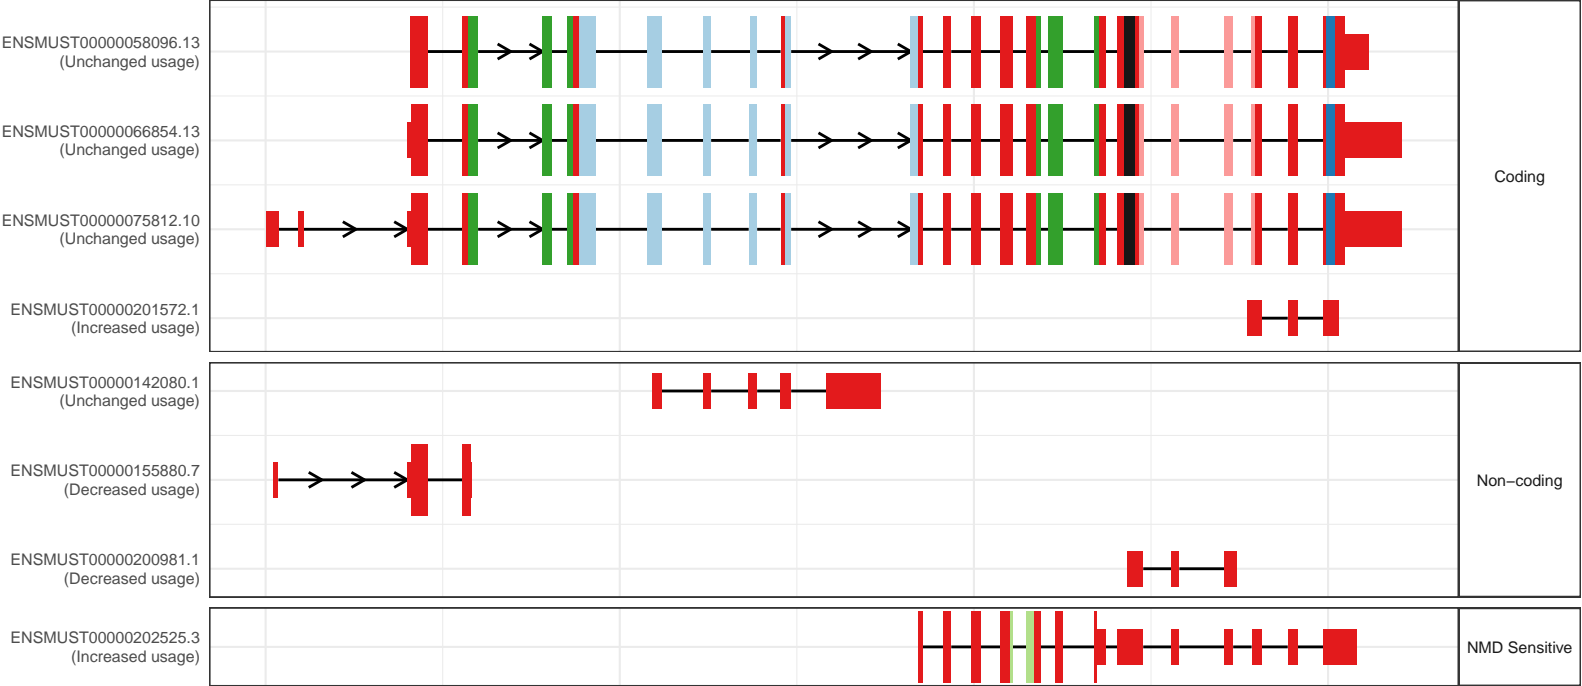 ENSMUST00000058096.13
(Unchanged usage)
ENSMUST00000066854.13
(Unchanged usage)
ENSMUST00000075812.10
(Unchanged usage)
ENSMUST00000201572.1
(Increased usage)
Coding
ENSMUST00000142080.1
(Unchanged usage)
ENSMUST00000155880.7
(Decreased usage)
ENSMUST00000200981.1
(Decreased usage)
Non−coding
ENSMUST00000202525.3
(Increased usage)
NMD Sensitive